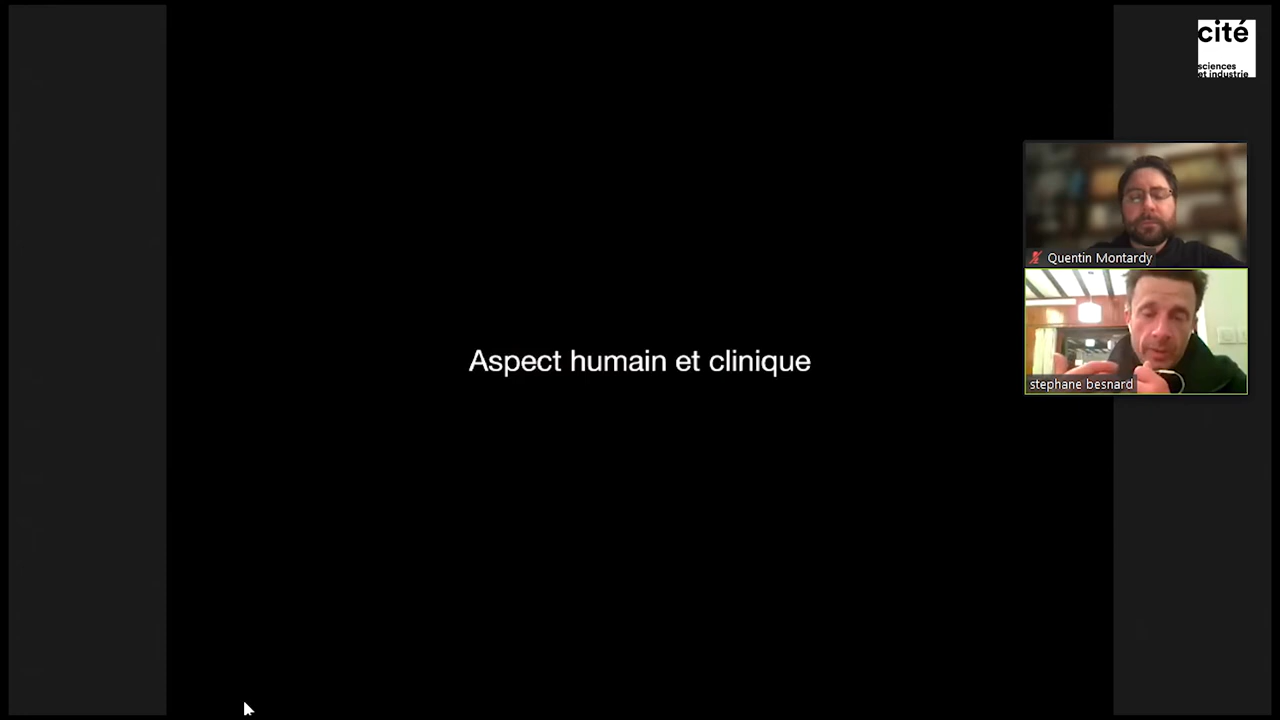 cité
sciences
et industrie
Quentin Montardy
Aspect humain et clinique
stephane besnard